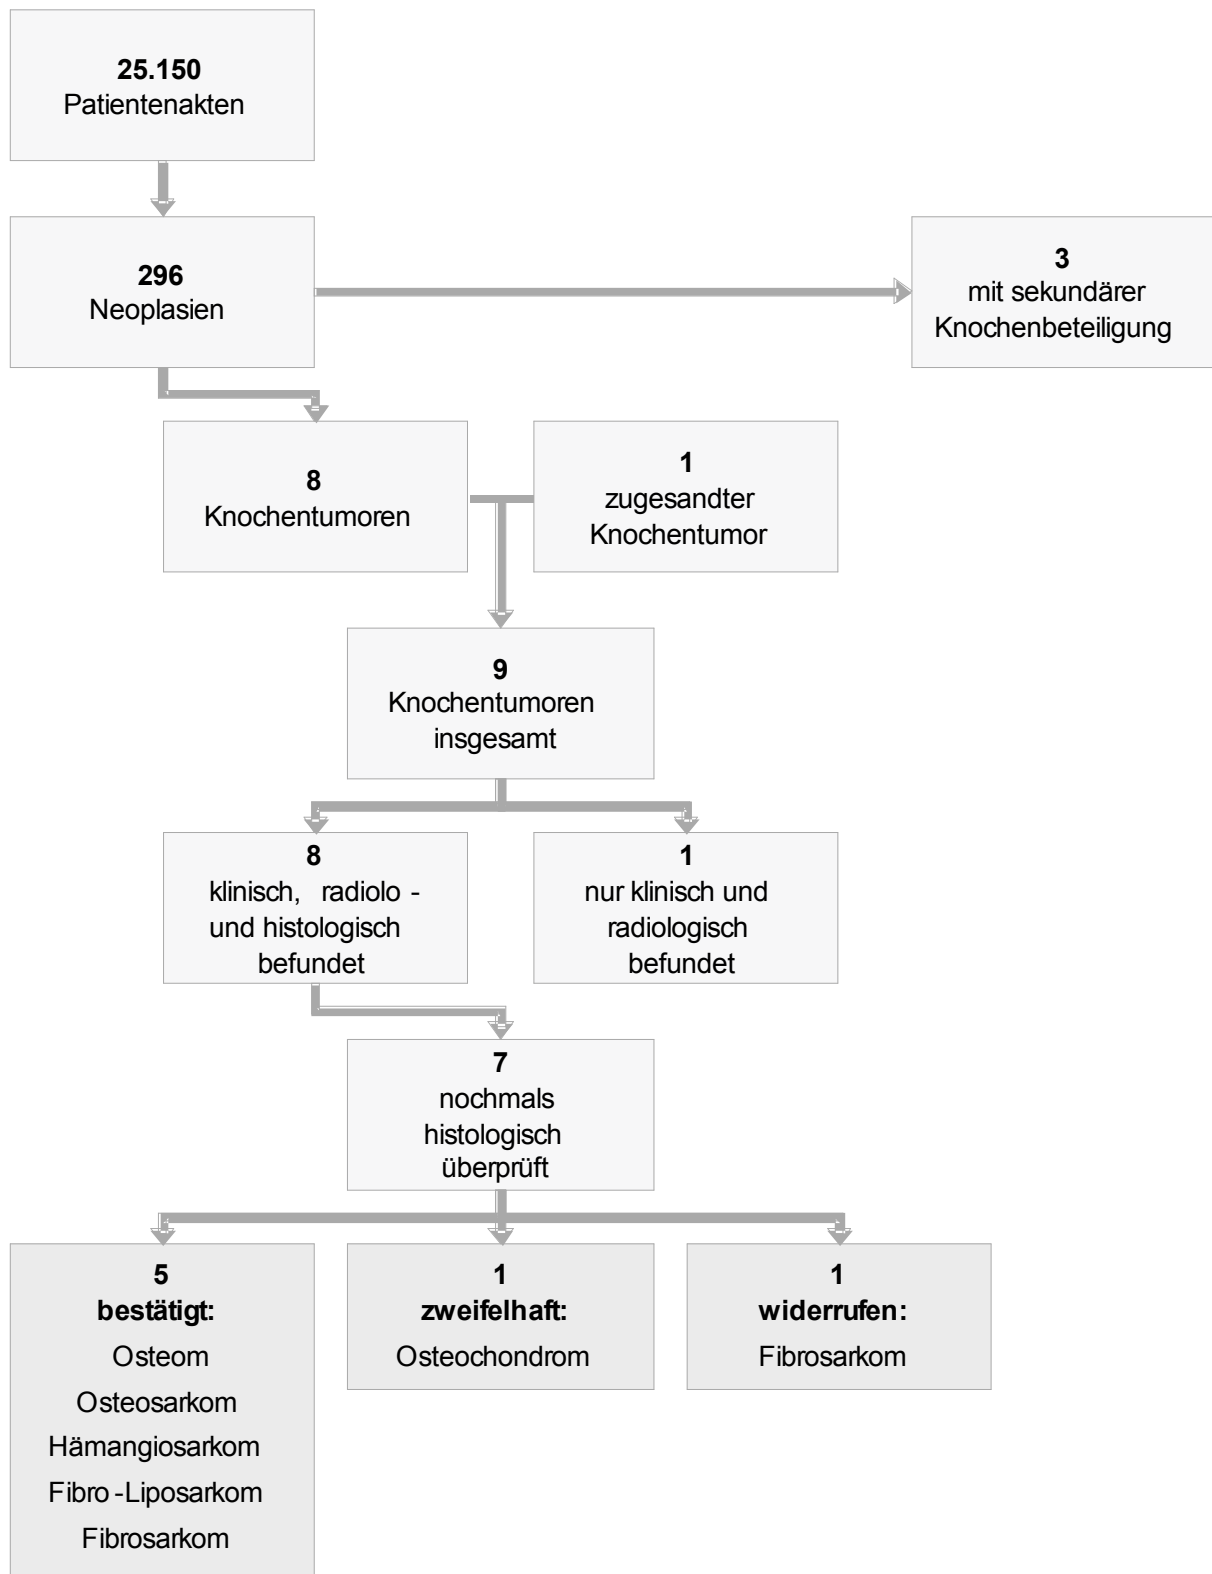 25.150
Patientenakten
296
Neoplasien
3
mit sekundärer
Knochenbeteiligung
8
Knochentumoren
1
zugesandter
Knochentumor
9
Knochentumoren
insgesamt
8
klinisch, radiolo -
und histologisch
befundet
1
nur klinisch und
radiologisch
befundet
7
nochmals
histologisch
überprüft
5
bestätigt:
Osteom
Osteosarkom
Hämangiosarkom
Fibro -Liposarkom
Fibrosarkom
1
zweifelhaft:
Osteochondrom
1
widerrufen:
Fibrosarkom